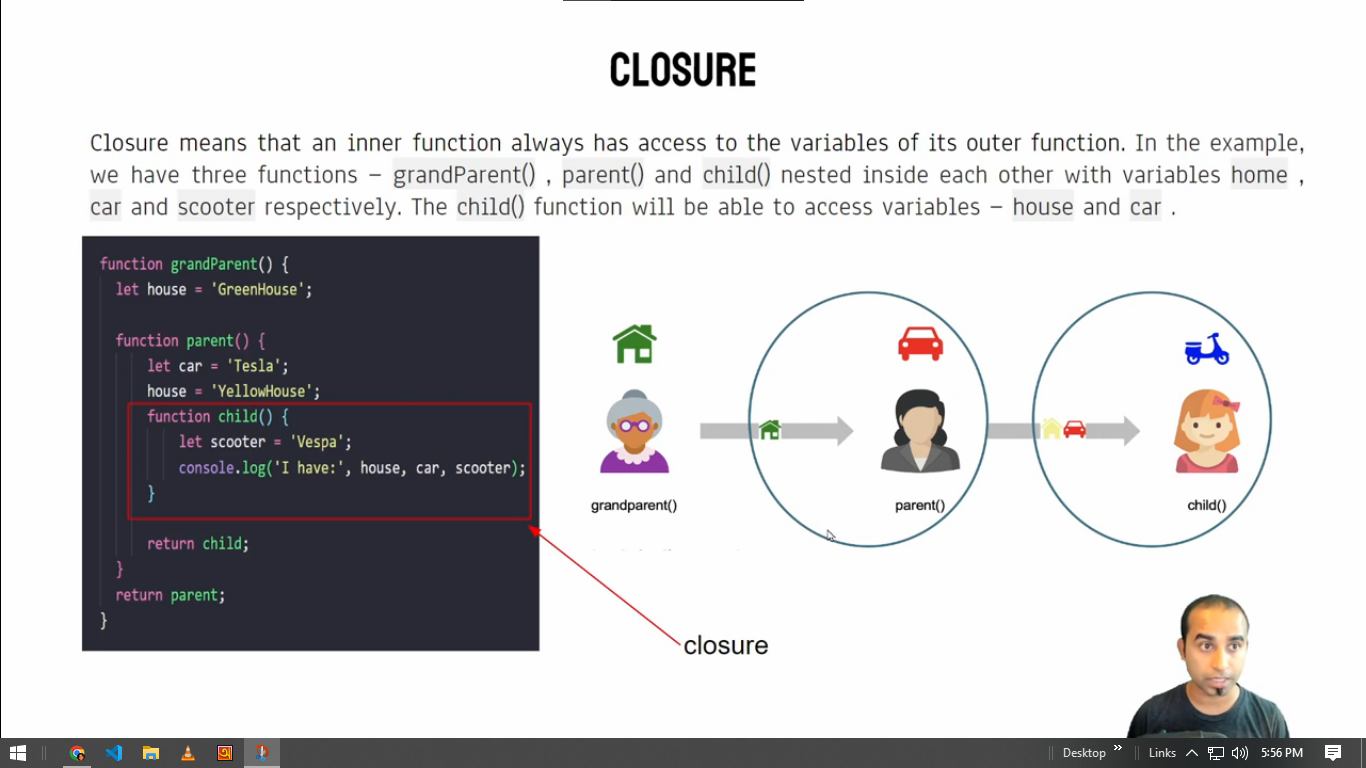 CLOSURE
Closure means that an inner function always has access to the variables of its outer function. In the example,
we have three functions – grandParent() , parent() and child() nested inside each other with variables home ,
car and scooter respectively. The child() function will be able to access variables – house and car .
function grandParent() {
let house = 'GreenHouse';
function parent() {
let car = 'Tesla';
house = 'YellowHouse';
function child() {
let scooter = 'Vespa';
console.log('I have:', house, car, scooter);
}
return child;
}
return parent;
}
grandparent()
parent()
child()
closure
Desktop
Links
5:56 PM